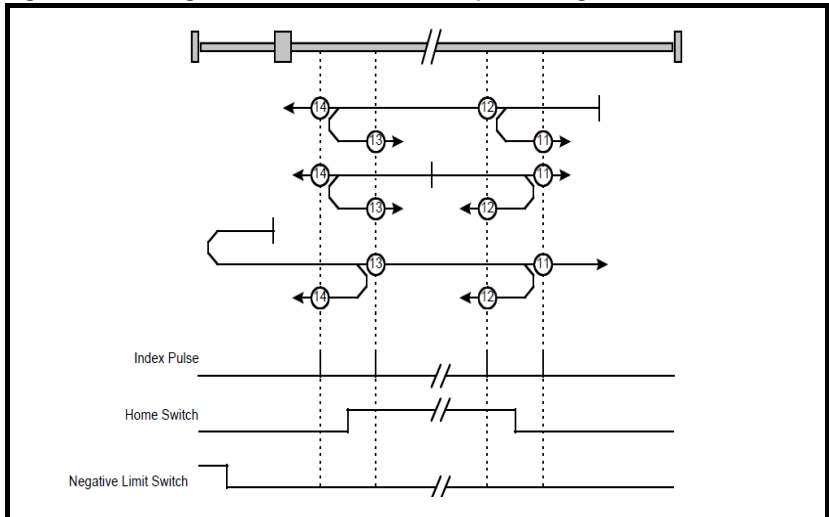 14 12
13 11
14 11
13 12
13 11
14 12
Index Pulse
Home Switch
Negative Limit Switch